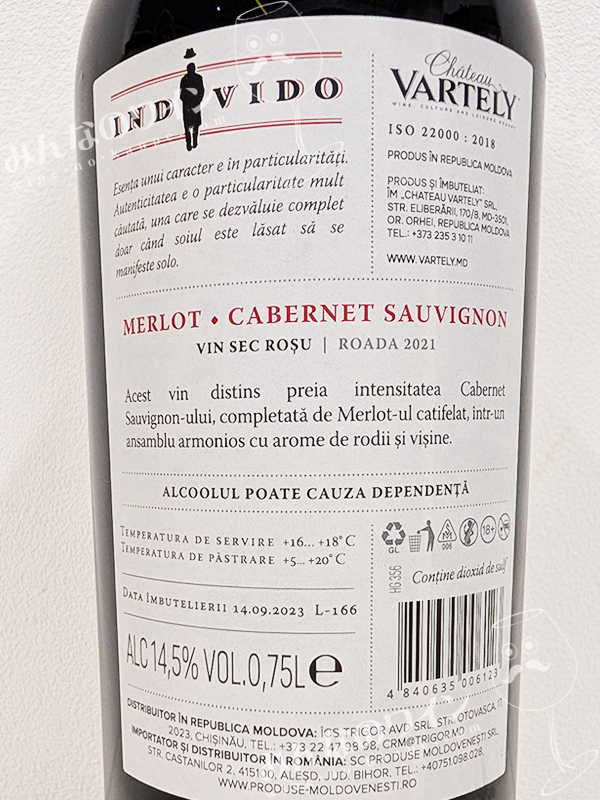 INDIVIDO
Esența unui caracter e în particularități.
Autenticitatea e o particularitate mult
căutată, una care se dezvăluie complet
doar când soiul este lăsat să se
manifeste solo.
Château
VARTELY
WINE, CULTURE AND LEISURE RESORT
ISO 22000 : 2018
PRODUS ÎN REPUBLICA MOLDOVA
PRODUS ȘI ÎMBUTELIAT:
ÎM „CHATEAU VARTELY” SRL,
STR. ELIBERĂRII, 170/B, MD-3501,
OR. ORHEI, REPUBLICA MOLDOVA
TEL.: +373 235 3 10 11
WWW.VARTELY.MD
MERLOT ♦ CABERNET SAUVIGNON
VIN SEC ROȘU | ROADA 2021
Acest vin distins preia intensitatea Cabernet
Sauvignon-ului, completată de Merlot-ul catifelat, într-un
ansamblu armonios cu arome de rodii și vișine.
ALCOOLUL POATE CAUZA DEPENDENȚĂ
TEMPERATURA DE SERVIRE +16... +18°C
TEMPERATURA DE PĂSTRARE +5... +20°C
DATA ÎMBUTELIERII 14.09.2023 L-166
ALC 14,5% VOL. 0,75L e
GL
006
18+
Conține dioxid de sulf
HG 356
4 840635 006123
DISTRIBUITOR ÎN REPUBLICA MOLDOVA: ÎCS TRIGOR AVD SRL, STR. OTOVASCA, 17,
2023, CHIȘINĂU, TEL.: +373 22 47 98 98, CRM@TRIGOR.MD
IMPORTATOR ȘI DISTRIBUITOR ÎN ROMÂNIA: SC PRODUSE MOLDOVENEȘTI SRL,
STR. CASTANILOR 2, 415100, ALEȘD, JUD. BIHOR, TEL.: +40751.098.028.
WWW.PRODUSE-MOLDOVENESTI.RO